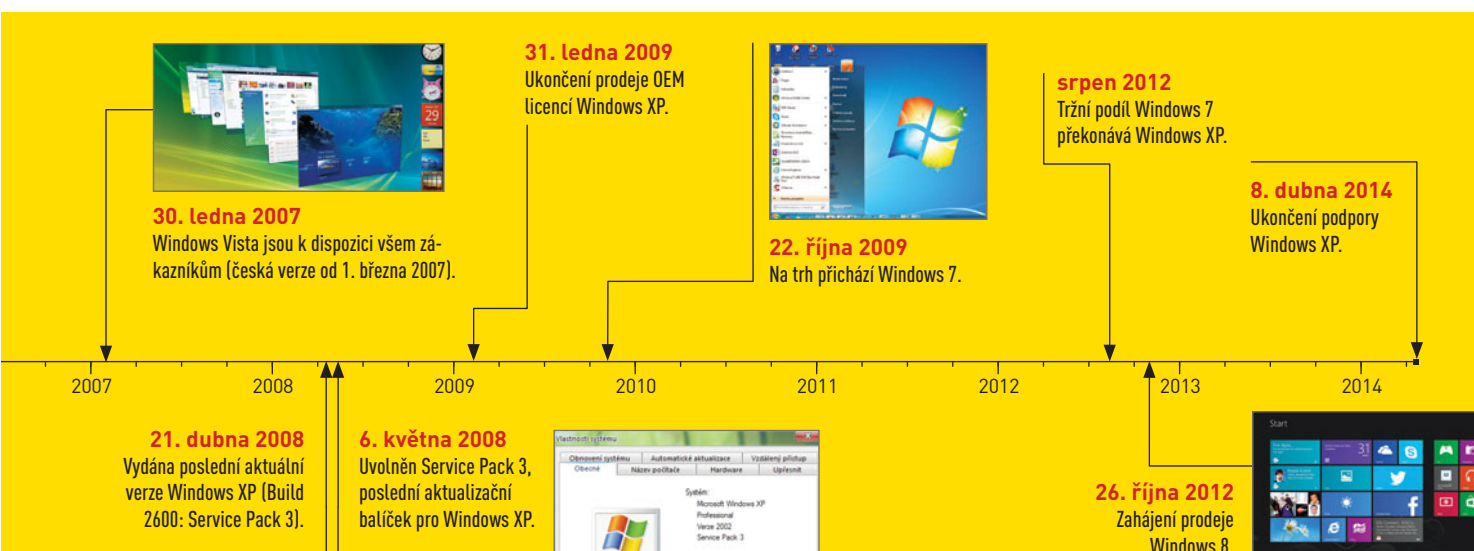 31. ledna 2009
Ukončení prodeje OEM
licencí Windows XP.
srpen 2012
Tržní podíl Windows 7
překonává Windows XP.
8. dubna 2014
Ukončení podpory
Windows XP.
30. ledna 2007
Windows Vista jsou k dispozici všem zá-
kazníkům (česká verze od 1. března 2007).
22. října 2009
Na trh přichází Windows 7.
2007
2008
2009
2010
2011
2012
2013
2014
21. dubna 2008
Vydána poslední aktuální
verze Windows XP (Build
2600: Service Pack 3).
6. května 2008
Uvolněn Service Pack 3,
poslední aktualizační
balíček pro Windows XP.
Vlastnosti systému
Obnovení systému Automatické aktualizace Vzdálený přístup
Obecné Název počítače Hardware Upřesnit
Systém:
Microsoft Windows XP
Professional
Verze 2002
Service Pack 3
26. října 2012
Zahájení prodeje
Windows 8.
Start
31
29